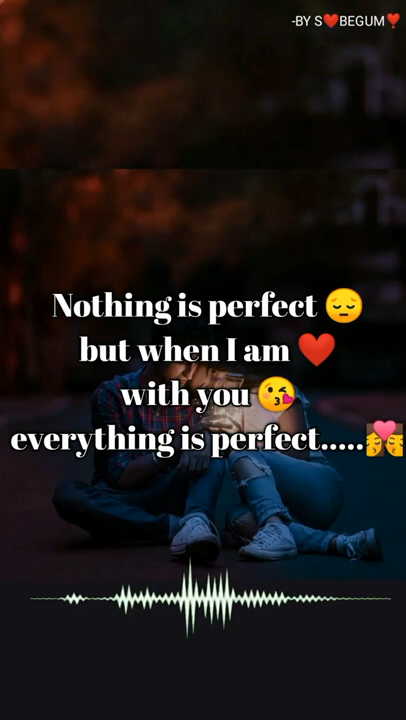 -BY S❤️BEGUM❣️
Nothing is perfect 😔
but when I am ❤️
with you 😘
everything is perfect.....💏